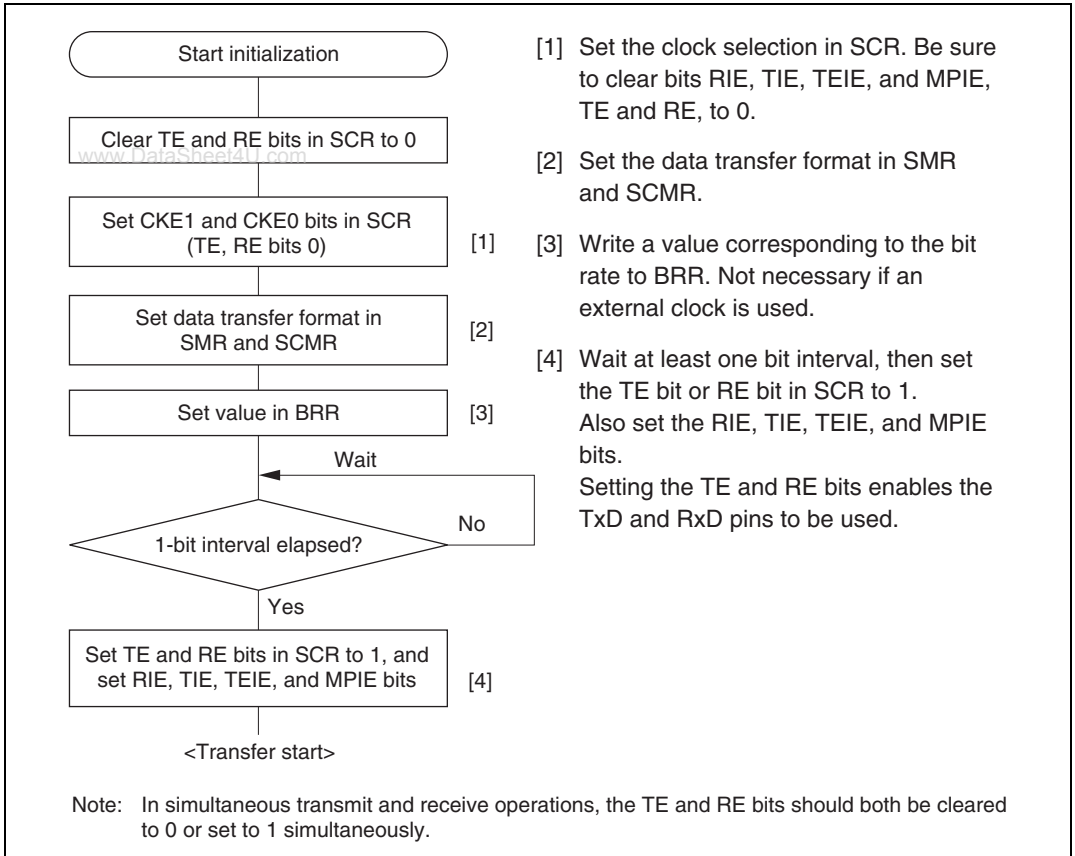 Start initialization
Clear TE and RE bits in SCR to 0
www.DataSheet4U.com
Set CKE1 and CKE0 bits in SCR
(TE, RE bits 0)
[1]
Set data transfer format in
SMR and SCMR
[2]
Set value in BRR
[3]
Wait
No
1-bit interval elapsed?
Yes
Set TE and RE bits in SCR to 1, and
set RIE, TIE, TEIE, and MPIE bits
[4]
<Transfer start>
[1] Set the clock selection in SCR. Be sure
to clear bits RIE, TIE, TEIE, and MPIE,
TE and RE, to 0.
[2] Set the data transfer format in SMR
and SCMR.
[3] Write a value corresponding to the bit
rate to BRR. Not necessary if an
external clock is used.
[4] Wait at least one bit interval, then set
the TE bit or RE bit in SCR to 1.
Also set the RIE, TIE, TEIE, and MPIE
bits.
Setting the TE and RE bits enables the
TxD and RxD pins to be used.
Note: In simultaneous transmit and receive operations, the TE and RE bits should both be cleared
to 0 or set to 1 simultaneously.